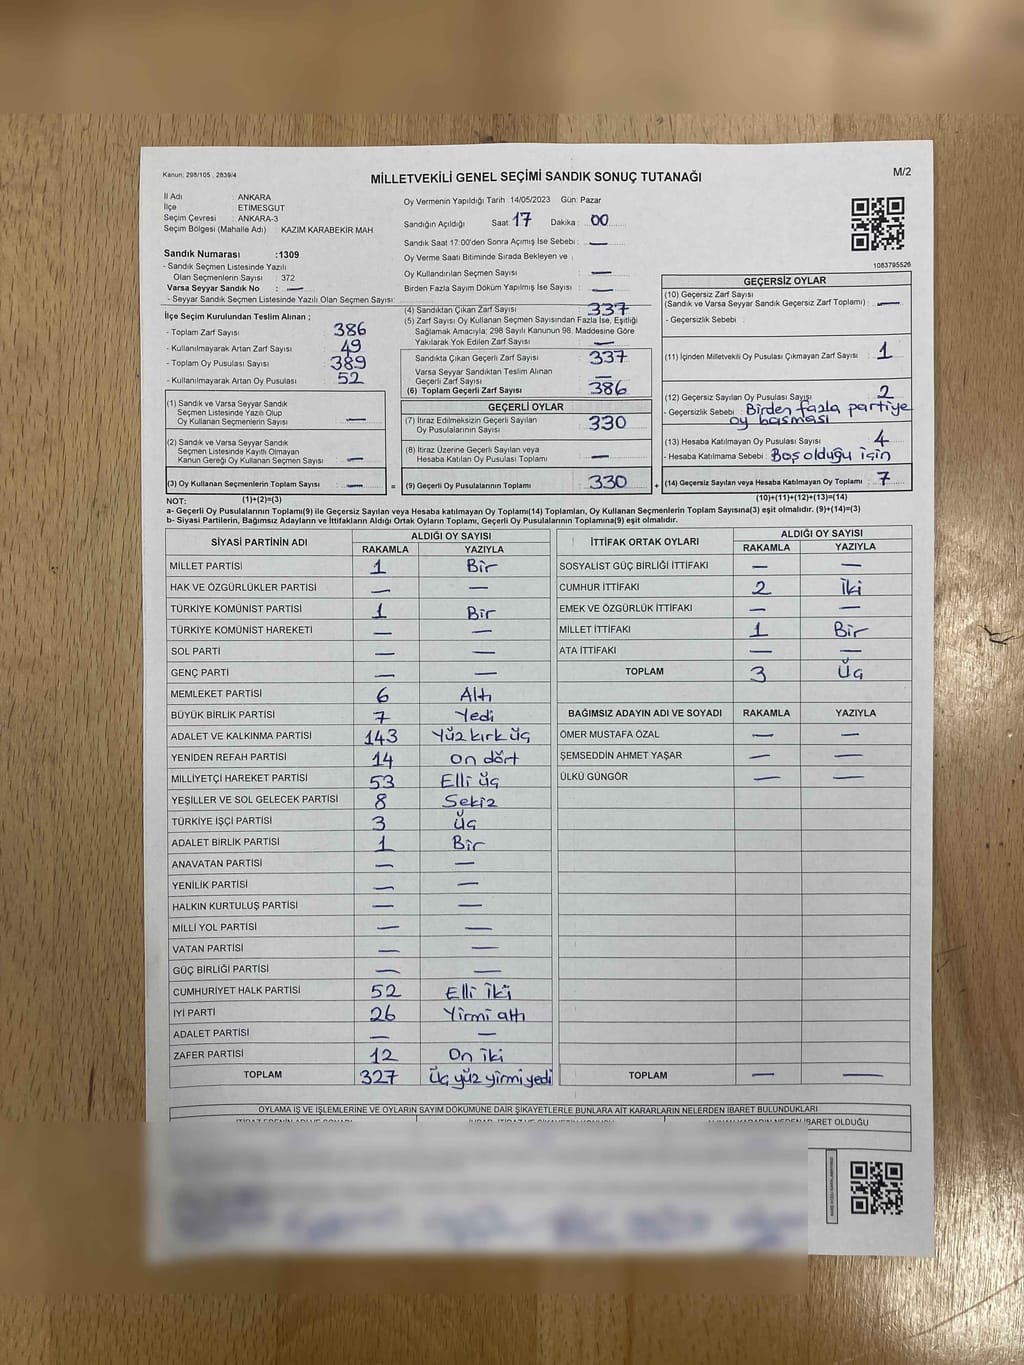 Kanun; 298/105 , 2839/4
MİLLETVEKİLİ GENEL SEÇİMİ SANDIK SONUÇ TUTANAĞI
M/2
İl Adı : ANKARA
İlçe : ETİMESGUT
Seçim Çevresi : ANKARA-3
Seçim Bölgesi (Mahalle Adı) : KAZIM KARABEKİR MAH.
Sandık Numarası :1309
- Sandık Seçmen Listesinde Yazılı
Olan Seçmenlerin Sayısı : 372
Varsa Seyyar Sandık No : —
- Seyyar Sandık Seçmen Listesinde Yazılı Olan Seçmen Sayısı:
Oy Vermenin Yapıldığı Tarih 14/05/2023 Gün: Pazar
Sandığın Açıldığı Saat 17 Dakika : 00
Sandık Saat 17:00'den Sonra Açımış İse Sebebi : —
Oy Verme Saati Bitiminde Sırada Bekleyen ve
Oy Kullandırılan Seçmen Sayısı : —
Birden Fazla Sayım Döküm Yapılmış İse Sayısı : —
1083795526
İlçe Seçim Kurulundan Teslim Alınan ;
- Toplam Zarf Sayısı : 386
- Kullanılmayarak Artan Zarf Sayısı : 49
- Toplam Oy Pusulası Sayısı : 389
- Kullanılmayarak Artan Oy Pusulası : 52
(1) Sandık ve Varsa Seyyar Sandık
Seçmen Listesinde Yazılı Olup
Oy Kullanan Seçmenlerin Sayısı : —
(2) Sandık ve Varsa Seyyar Sandık
Seçmen Listesinde Kayıtlı Olmayan
Kanun Gereği Oy Kullanan Seçmen Sayısı : —
(3) Oy Kullanan Seçmenlerin Toplam Sayısı : — =
(4) Sandıktan Çıkan Zarf Sayısı : 337
(5) Zarf Sayısı Oy Kullanan Seçmen Sayısından Fazla İse, Eşitliği
Sağlamak Amacıyla; 298 Sayılı Kanunun 98. Maddesine Göre
Yakılarak Yok Edilen Zarf Sayısı : —
Sandıkta Çıkan Geçerli Zarf Sayısı : 337
Varsa Seyyar Sandıktan Teslim Alınan
Geçerli Zarf Sayısı : —
(6) Toplam Geçerli Zarf Sayısı : 386
GEÇERLİ OYLAR
(7) İtiraz Edilmeksizin Geçerli Sayılan
Oy Pusulalarının Sayısı : 330
(8) İtiraz Üzerine Geçerli Sayılan veya
Hesaba Katılan Oy Pusulası Toplamı : —
(9) Geçerli Oy Pusulalarının Toplamı : 330 +
GEÇERSİZ OYLAR
(10) Geçersiz Zarf Sayısı
(Sandık ve Varsa Seyyar Sandık Geçersiz Zarf Toplamı) : —
- Geçersizlik Sebebi :
(11) İçinden Milletvekili Oy Pusulası Çıkmayan Zarf Sayısı : 1
(12) Geçersiz Sayılan Oy Pusulası Sayısı : 2
- Geçersizlik Sebebi : Birden fazla partiye
oy basması
(13) Hesaba Katılmayan Oy Pusulası Sayısı : 4
- Hesaba Katılmama Sebebi : Boş olduğu için
(14) Geçersiz Sayılan veya Hesaba Katılmayan Oy Toplamı : 7
NOT: (1)+(2)=(3) (10)+(11)+(12)+(13)=(14)
a- Geçerli Oy Pusulalarının Toplamı(9) ile Geçersiz Sayılan veya Hesaba katılmayan Oy Toplamı(14) Toplamları, Oy Kullanan Seçmenlerin Toplam Sayısına(3) eşit olmalıdır. (9)+(14)=(3)
b- Siyasi Partilerin, Bağımsız Adayların ve İttifakların Aldığı Ortak Oyların Toplamı, Geçerli Oy Pusulalarının Toplamına(9) eşit olmalıdır.
SİYASİ PARTİNİN ADI ALDIĞI OY SAYISI
RAKAMLA YAZIYLA
MİLLET PARTİSİ 1 Bir
HAK VE ÖZGÜRLÜKLER PARTİSİ — —
TÜRKİYE KOMÜNİST PARTİSİ 1 Bir
TÜRKİYE KOMÜNİST HAREKETİ — —
SOL PARTİ — —
GENÇ PARTİ — —
MEMLEKET PARTİSİ 6 Altı
BÜYÜK BİRLİK PARTİSİ 7 Yedi
ADALET VE KALKINMA PARTİSİ 143 Yüz kırk üç
YENİDEN REFAH PARTİSİ 14 on dört
MİLLİYETÇİ HAREKET PARTİSİ 53 Elli üç
YEŞİLLER VE SOL GELECEK PARTİSİ 8 Sekiz
TÜRKİYE İŞÇİ PARTİSİ 3 Üç
ADALET BİRLİK PARTİSİ 1 Bir
ANAVATAN PARTİSİ — —
YENİLİK PARTİSİ — —
HALKIN KURTULUŞ PARTİSİ — —
MİLLİ YOL PARTİSİ — —
VATAN PARTİSİ — —
GÜÇ BİRLİĞİ PARTİSİ — —
CUMHURİYET HALK PARTİSİ 52 Elli iki
İYİ PARTİ 26 Yirmi altı
ADALET PARTİSİ — —
ZAFER PARTİSİ 12 On iki
TOPLAM 327 Üç yüz yirmi yedi
İTTİFAK ORTAK OYLARI ALDIĞI OY SAYISI
RAKAMLA YAZIYLA
SOSYALİST GÜÇ BİRLİĞİ İTTİFAKI — —
CUMHUR İTTİFAKI 2 İki
EMEK VE ÖZGÜRLÜK İTTİFAKI — —
MİLLET İTTİFAKI 1 Bir
ATA İTTİFAKI — —
TOPLAM 3 Üç
BAĞIMSIZ ADAYIN ADI VE SOYADI RAKAMLA YAZIYLA
ÖMER MUSTAFA ÖZAL — —
ŞEMSEDDİN AHMET YAŞAR — —
ÜLKÜ GÜNGÖR — —
TOPLAM — —
OYLAMA İŞ VE İŞLEMLERİNE VE OYLARIN SAYIM DÖKÜMÜNE DAİR ŞİKAYETLERLE BUNLARA AİT KARARLARIN NELERDEN İBARET BULUNDUKLARI
İBARET OLDUĞU